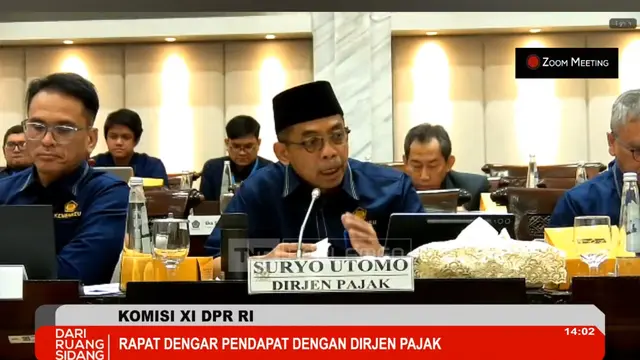 ZOOM MEETING
KEMENKEU
SURYO UTOMO
DIRJEN PAJAK
KOMISI XI DPR RI
14:02
DARI
RUANG
SIDANG
RAPAT DENGAR PENDAPAT DENGAN DIRJEN PAJAK